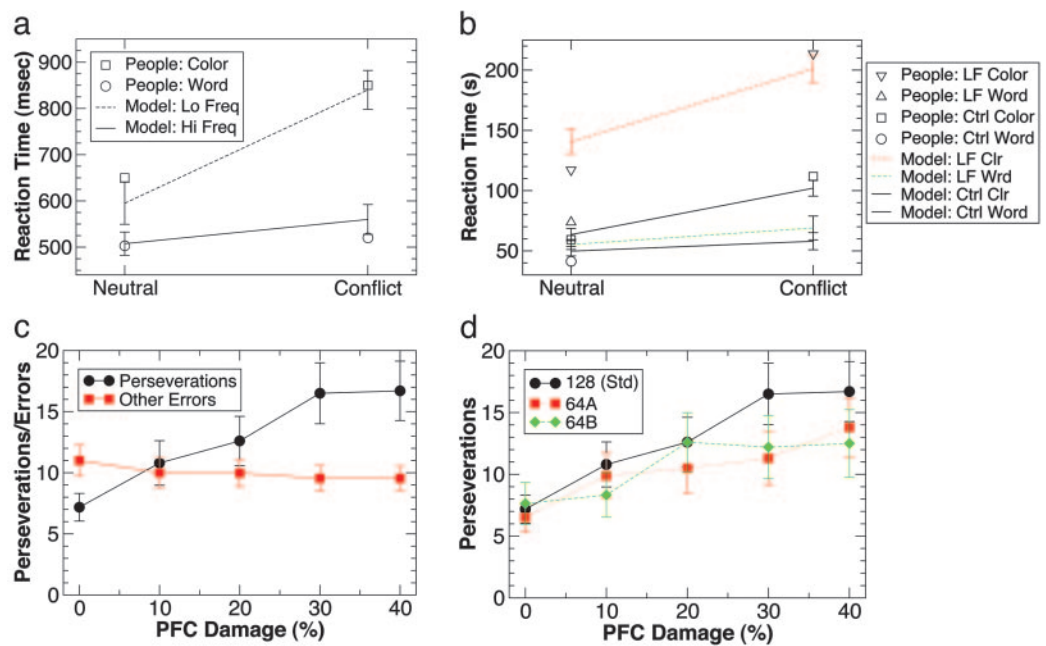 a
Reaction Time (msec)
900
800
700
600
500
People: Color
People: Word
Model: Lo Freq
Model: Hi Freq
Neutral
Conflict
b
Reaction Time (s)
200
150
100
50
Neutral
Conflict
People: LF Color
People: LF Word
People: Ctrl Color
People: Ctrl Word
Model: LF Clr
Model: LF Wrd
Model: Ctrl Clr
Model: Ctrl Word
c
Perseverations/Errors
20
15
10
5
0
Perseverations
Other Errors
0 10 20 30 40
PFC Damage (%)
d
Perseverations
20
15
10
5
0
128 (Std)
64A
64B
0 10 20 30 40
PFC Damage (%)